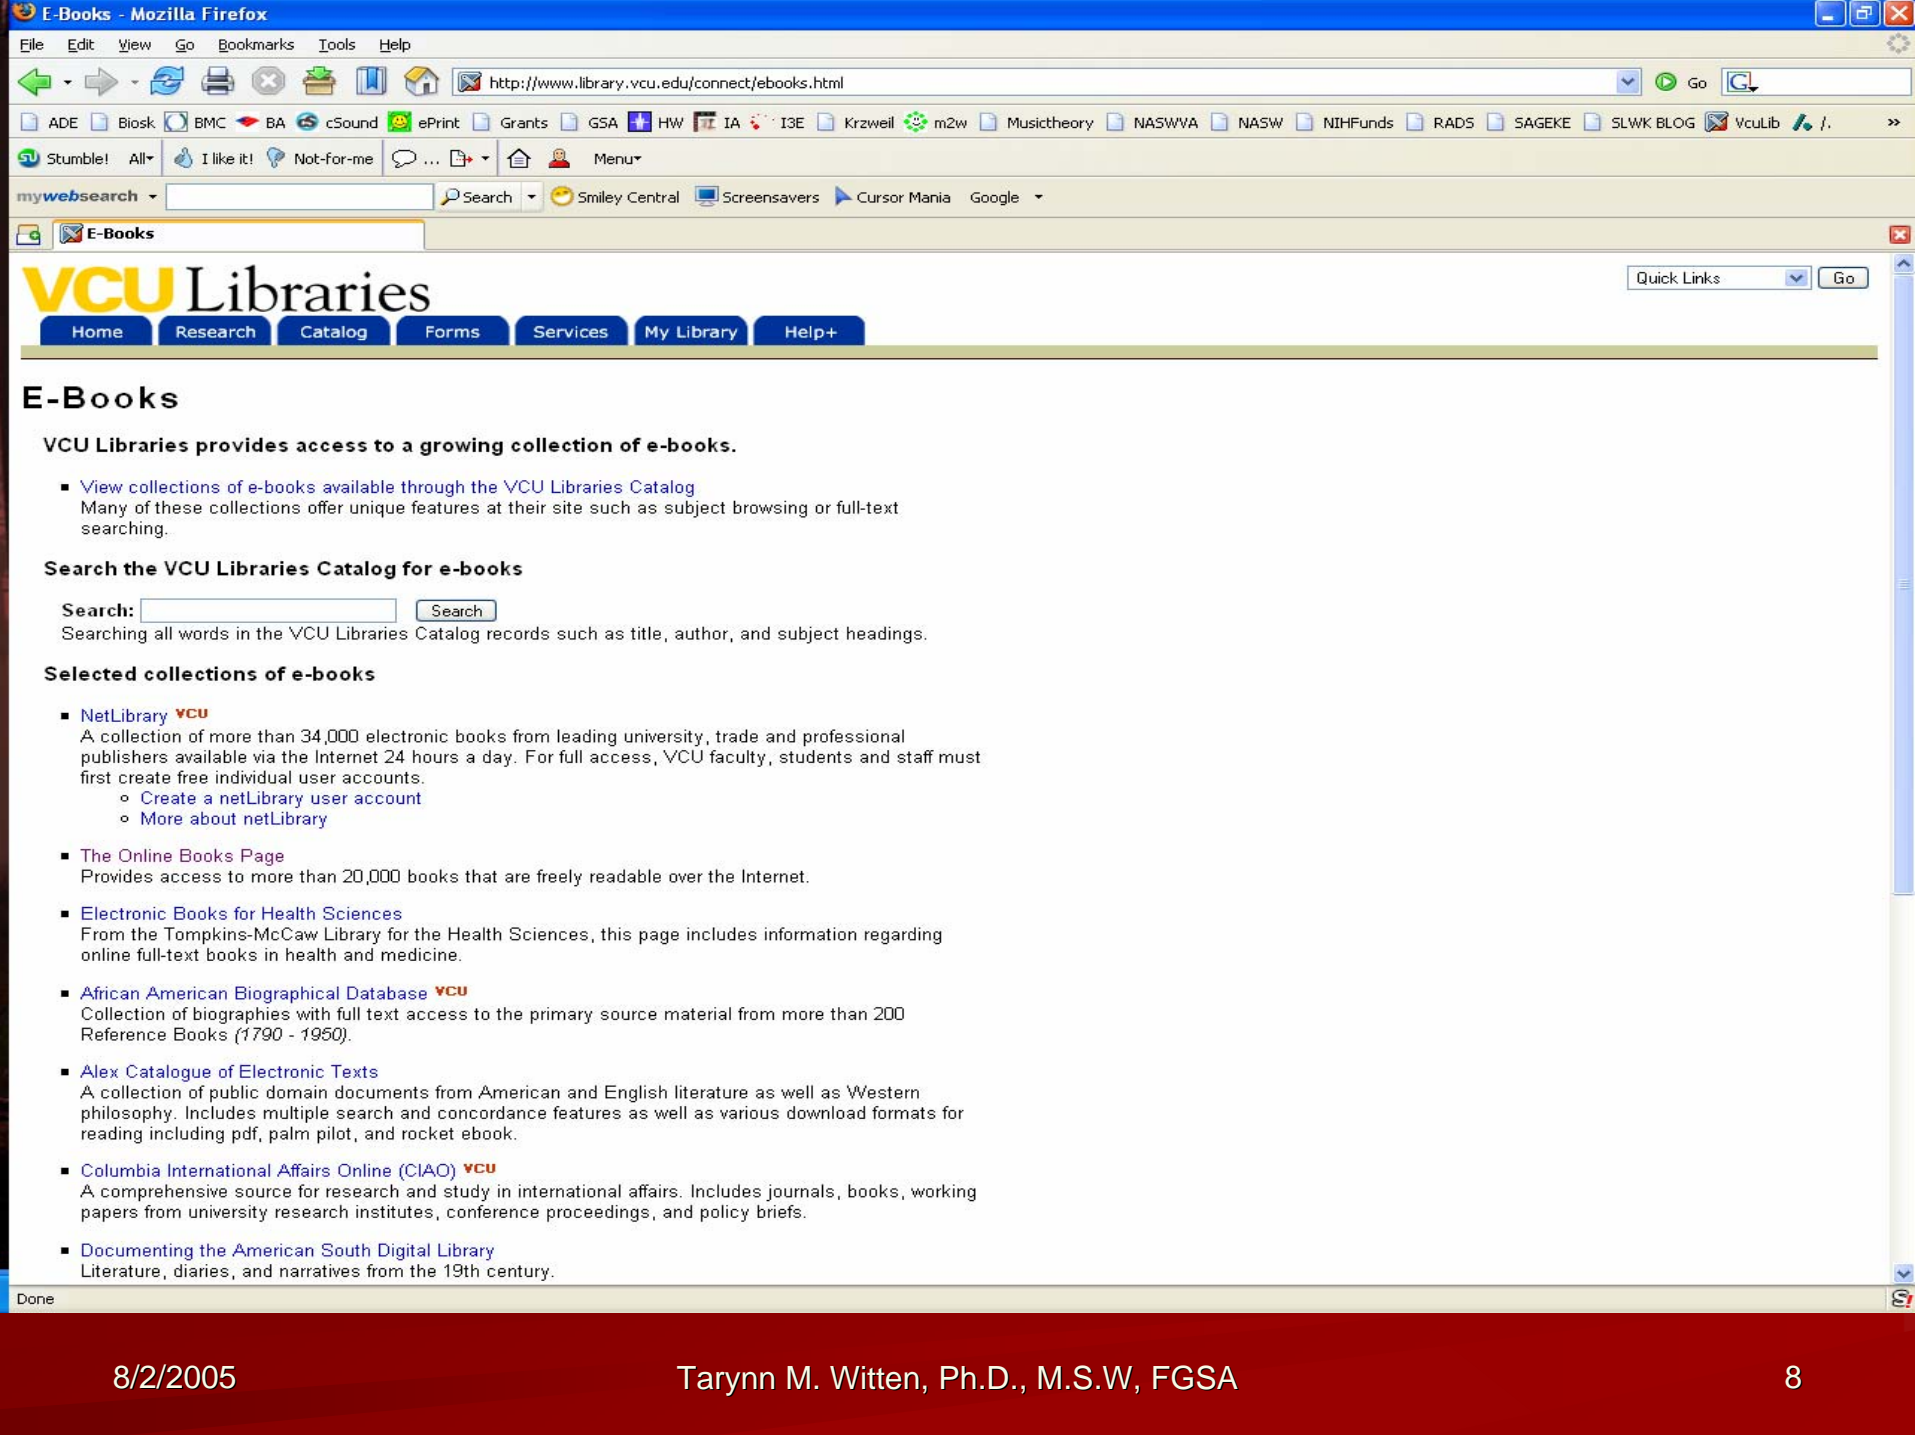 E-Books - Mozilla Firefox
File Edit View Go Bookmarks Tools Help
http://www.library.vcu.edu/connect/ebooks.html Go G
ADE Biosk BMC BA cSound ePrint Grants GSA HW IA I3E Krzweil m2w Musictheory NASWVA NASW NIHFunds RADS SAGEKE SLWK BLOG VcuLib /. »
Stumble! All I like it! Not-for-me ... Menu
mywebsearch Search Smiley Central Screensavers Cursor Mania Google
E-Books
VCU Libraries
Quick Links Go
Home Research Catalog Forms Services My Library Help+
E-Books
VCU Libraries provides access to a growing collection of e-books.
View collections of e-books available through the VCU Libraries Catalog
Many of these collections offer unique features at their site such as subject browsing or full-text
searching.
Search the VCU Libraries Catalog for e-books
Search: Search
Searching all words in the VCU Libraries Catalog records such as title, author, and subject headings.
Selected collections of e-books
NetLibrary VCU
A collection of more than 34,000 electronic books from leading university, trade and professional
publishers available via the Internet 24 hours a day. For full access, VCU faculty, students and staff must
first create free individual user accounts.
Create a netLibrary user account
More about netLibrary
The Online Books Page
Provides access to more than 20,000 books that are freely readable over the Internet.
Electronic Books for Health Sciences
From the Tompkins-McCaw Library for the Health Sciences, this page includes information regarding
online full-text books in health and medicine.
African American Biographical Database VCU
Collection of biographies with full text access to the primary source material from more than 200
Reference Books (1790 - 1950).
Alex Catalogue of Electronic Texts
A collection of public domain documents from American and English literature as well as Western
philosophy. Includes multiple search and concordance features as well as various download formats for
reading including pdf, palm pilot, and rocket ebook.
Columbia International Affairs Online (CIAO) VCU
A comprehensive source for research and study in international affairs. Includes journals, books, working
papers from university research institutes, conference proceedings, and policy briefs.
Documenting the American South Digital Library
Literature, diaries, and narratives from the 19th century.
Done
8/2/2005 Tarynn M. Witten, Ph.D., M.S.W, FGSA 8